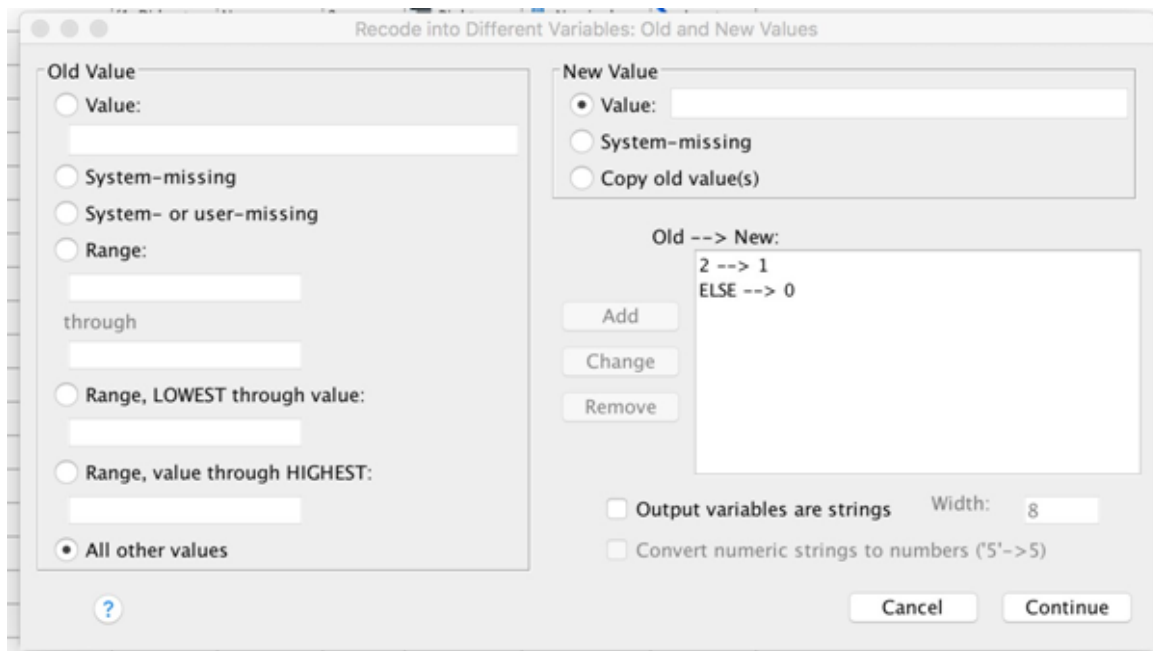 Recode into Different Variables: Old and New Values
Old Value
Value:
System-missing
System- or user-missing
Range:
through
Range, LOWEST through value:
Range, value through HIGHEST:
All other values
New Value
Value:
System-missing
Copy old value(s)
Old --> New:
2 --> 1
ELSE --> 0
Add
Change
Remove
Output variables are strings
Width:
8
Convert numeric strings to numbers ('5'->5)
?
Cancel
Continue